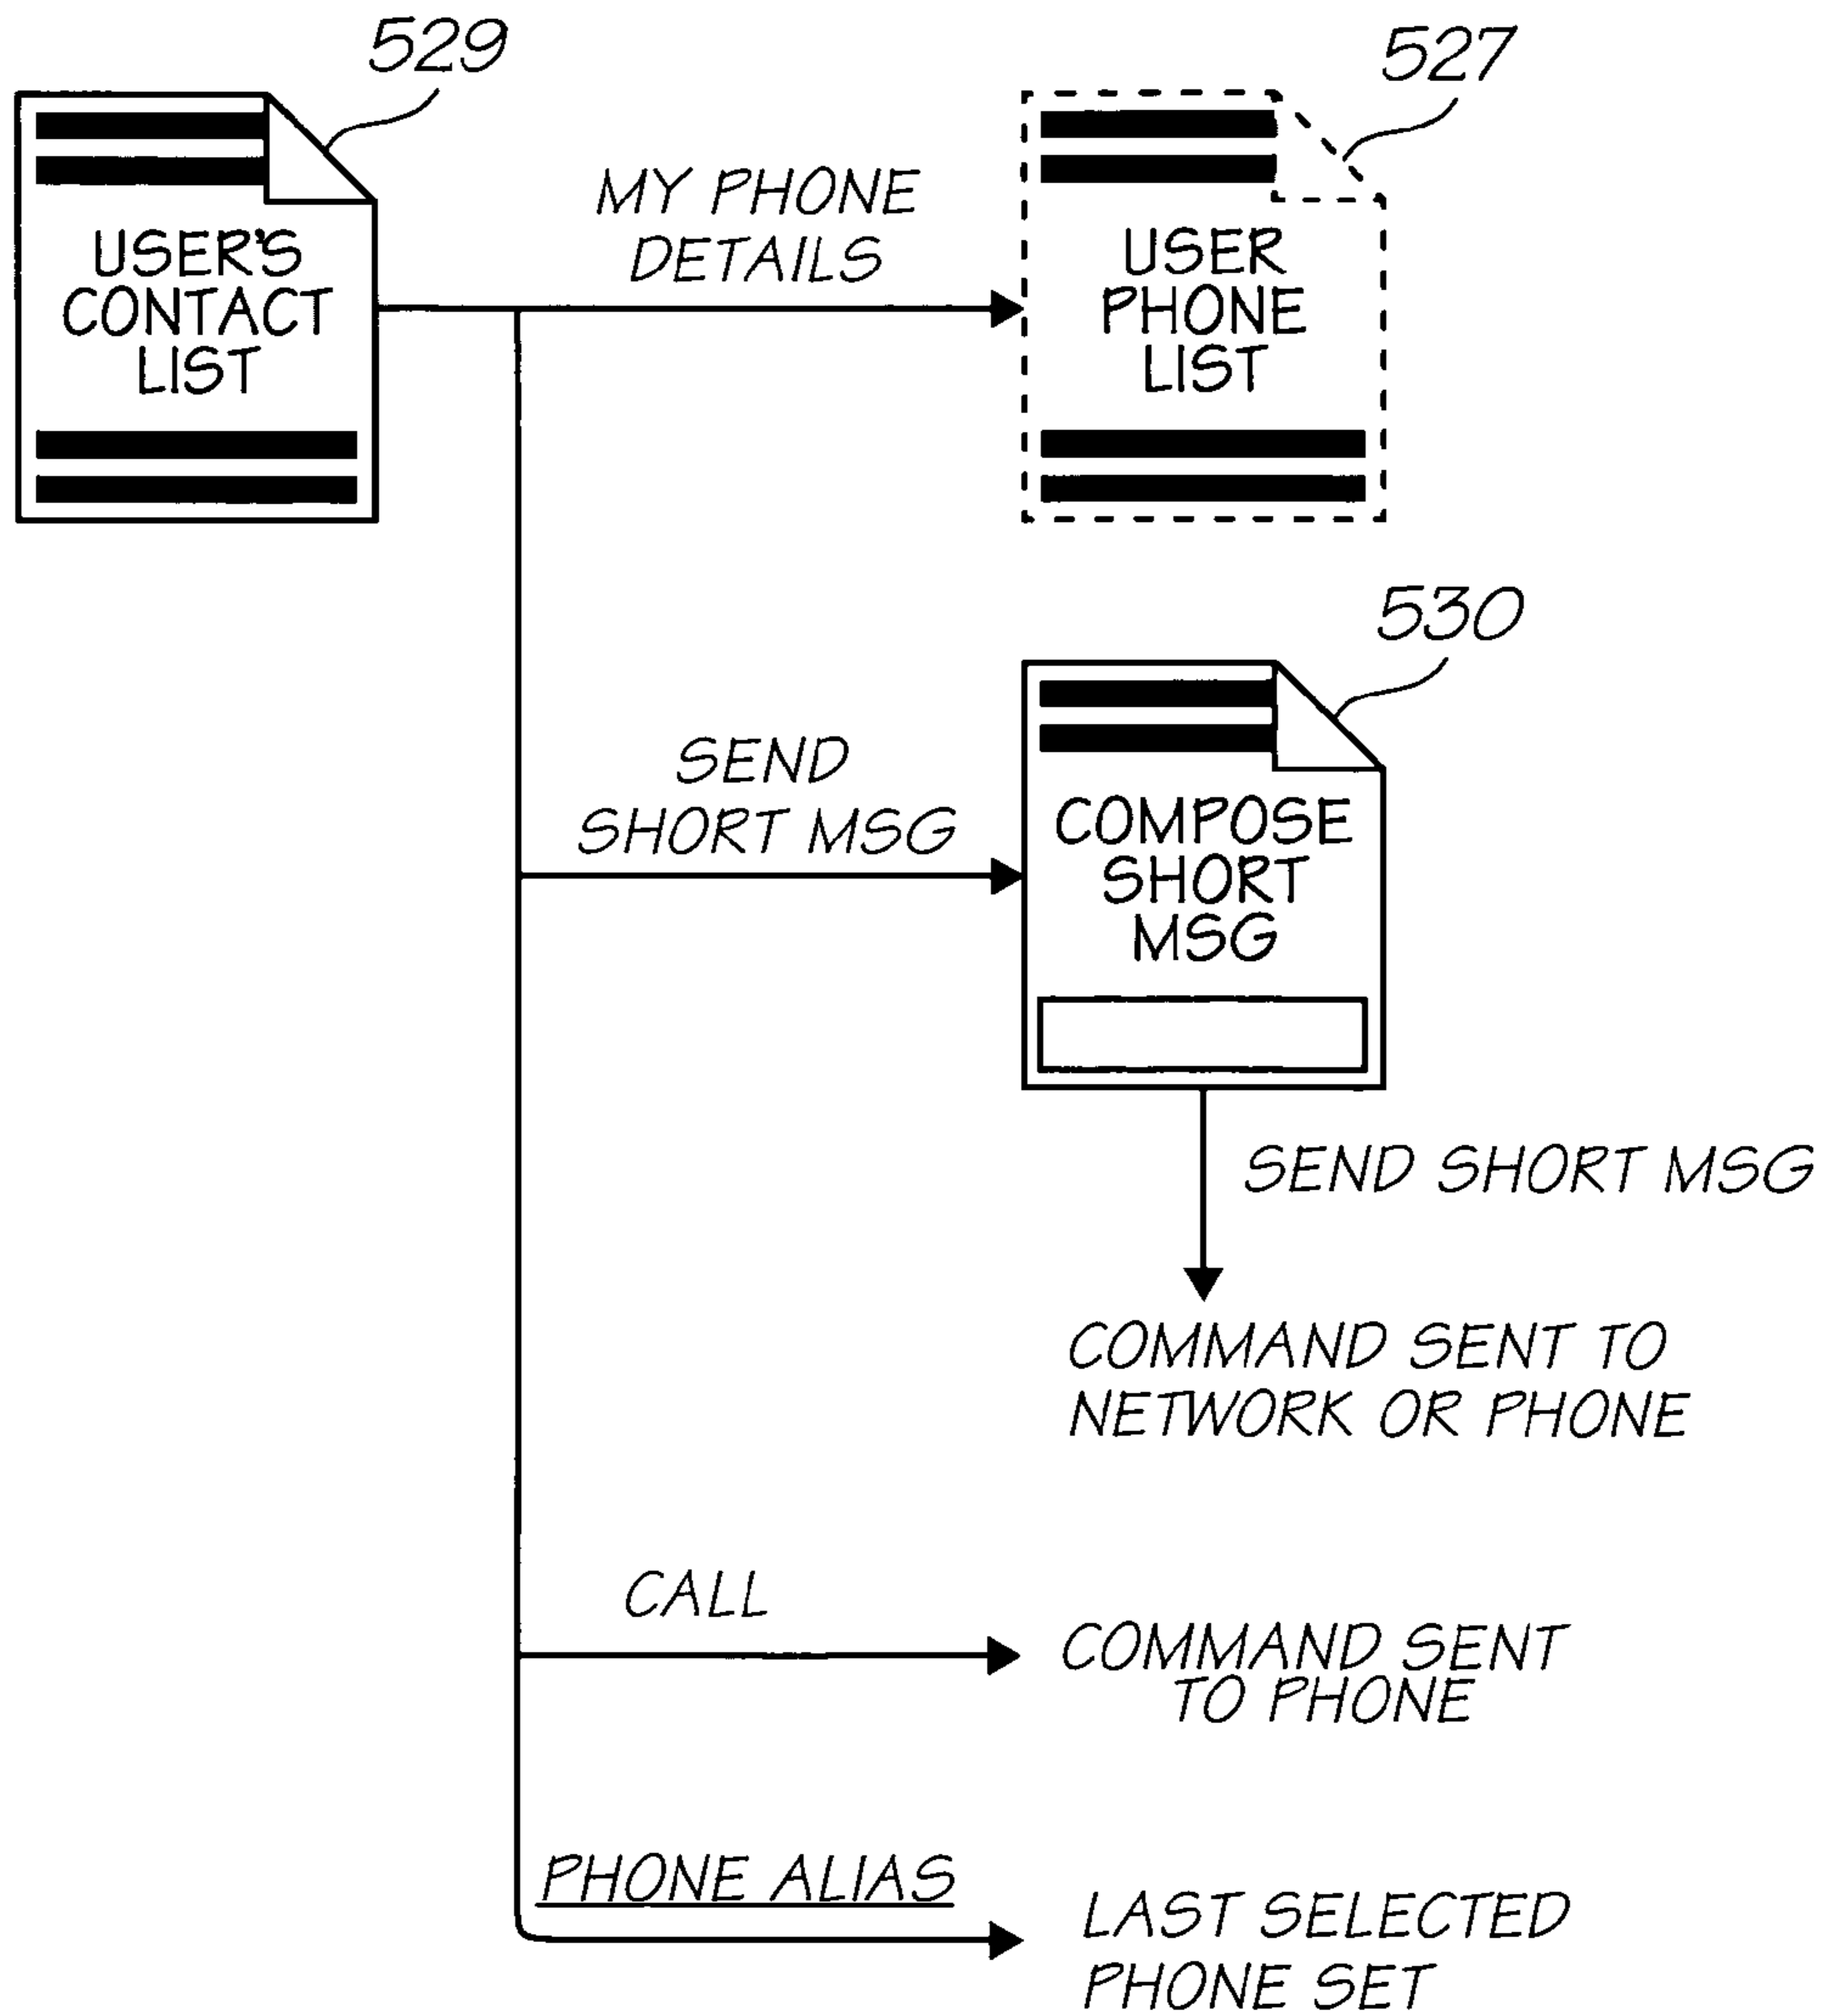 529
527
USER'S
CONTACT
LIST
MY PHONE
DETAILS
USER
PHONE
LIST
530
SEND
SHORT MSG
COMPOSE
SHORT
MSG
SEND SHORT MSG
COMMAND SENT TO
NETWORK OR PHONE
CALL
COMMAND SENT
TO PHONE
PHONE ALIAS
LAST SELECTED
PHONE SET